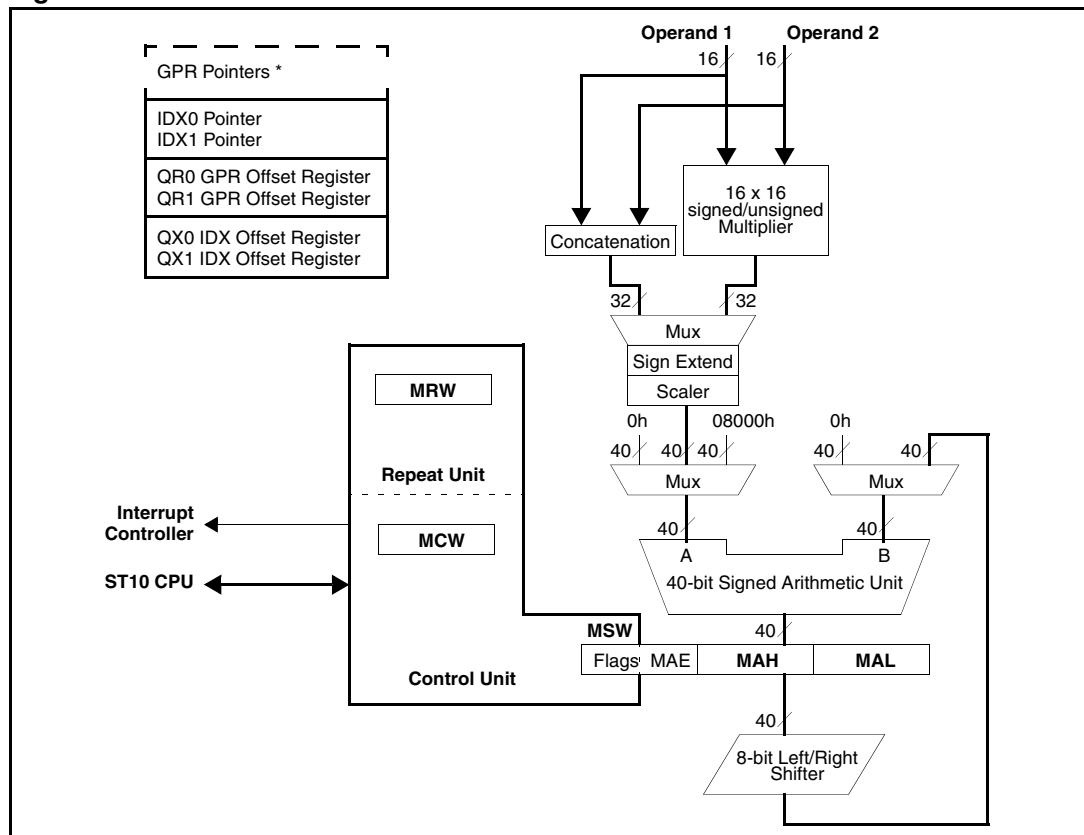 Operand 1 Operand 2
16 16
GPR Pointers *
IDX0 Pointer
IDX1 Pointer
QR0 GPR Offset Register
QR1 GPR Offset Register
QX0 IDX Offset Register
QX1 IDX Offset Register
Concatenation
16 x 16
signed/unsigned
Multiplier
32 32
Mux
Sign Extend
Scaler
0h 08000h 0h
40 40 40 40 40
Mux Mux
40 40
A B
40-bit Signed Arithmetic Unit
MRW
Repeat Unit
Interrupt
Controller
MCW
ST10 CPU
Control Unit
MSW 40
Flags MAE MAH MAL
40
8-bit Left/Right
Shifter